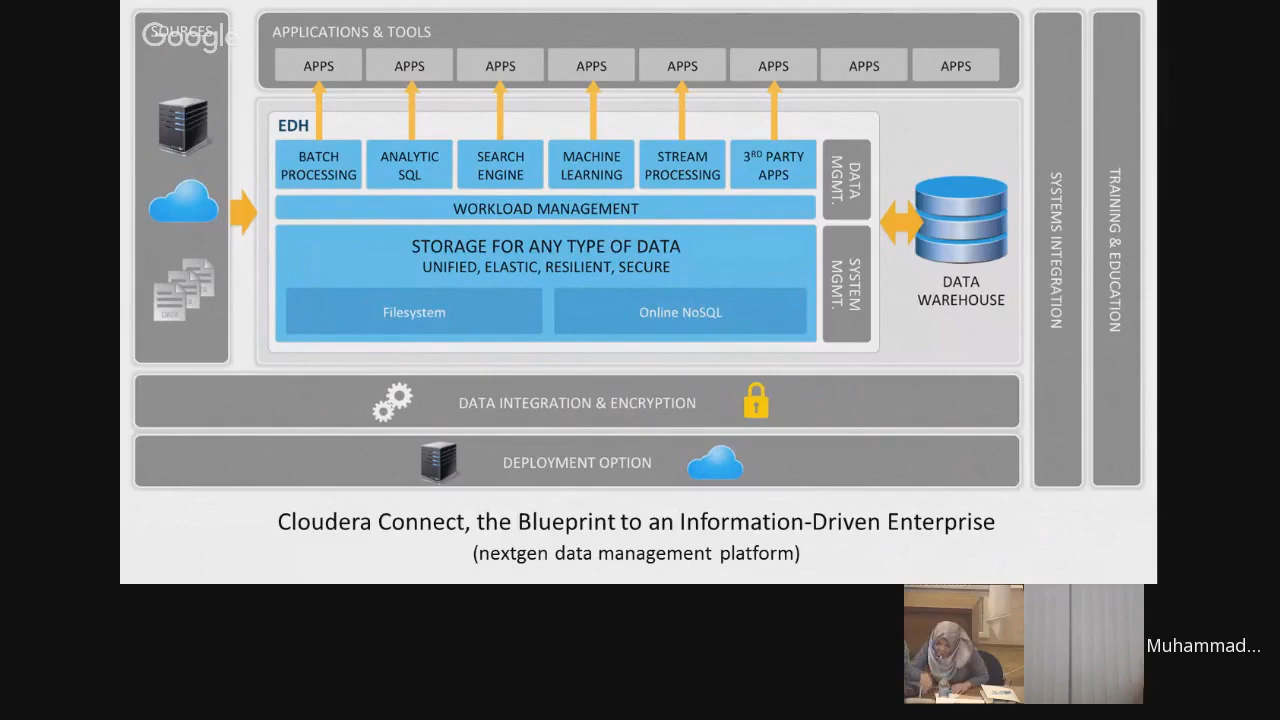 SOURCES
Google
APPLICATIONS & TOOLS
APPS
APPS
APPS
APPS
APPS
APPS
APPS
APPS
EDH
BATCH
PROCESSING
ANALYTIC
SQL
SEARCH
ENGINE
MACHINE
LEARNING
STREAM
PROCESSING
3RD PARTY
APPS
DATA
MGMT.
WORKLOAD MANAGEMENT
STORAGE FOR ANY TYPE OF DATA
UNIFIED, ELASTIC, RESILIENT, SECURE
Filesystem
Online NoSQL
SYSTEM
MGMT.
DATA
WAREHOUSE
SYSTEMS INTEGRATION
TRAINING & EDUCATION
DATA
DATA INTEGRATION & ENCRYPTION
DEPLOYMENT OPTION
Cloudera Connect, the Blueprint to an Information-Driven Enterprise
(nextgen data management platform)
Muhammad...